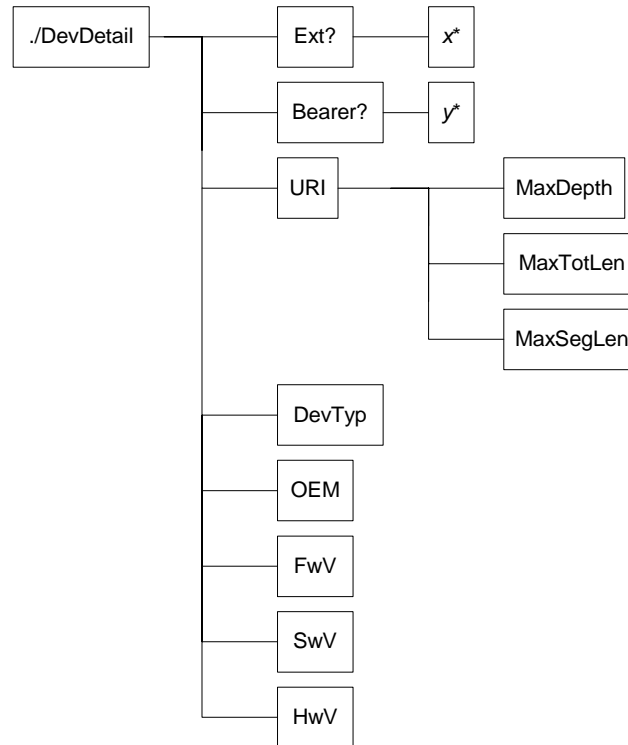 ./DevDetail
Ext?
x*
Bearer?
y*
URI
MaxDepth
MaxTotLen
MaxSegLen
DevTyp
OEM
FwV
SwV
HwV